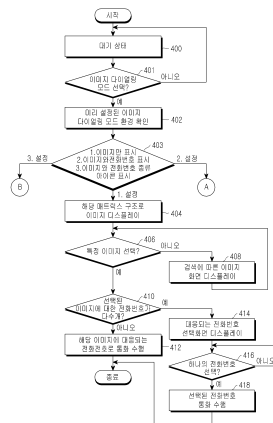 시작
대기 상태
400
401
이미지 다이얼링
모드 선택?
아니오
예
미리 설정된 이미지
다이얼링 모드 환경 확인
402
403
1.이미지만 표시
2.이미지와전화번호 표시
3.이미지와 전화번호 종류
아이콘 표시
3. 설정
2. 설정
B
A
1. 설정
해당 매트릭스 구조로
이미지 디스플레이
404
406
특정 이미지 선택?
아니오
408
검색에 따른 이미지
화면 디스플레이
예
410
선택된
이미지에 대한 전화번호가
다수개?
예
414
대응되는 전화번호
선택화면 디스플레이
아니오
해당 이미지에 대응되는
전화번호로 통화 수행
412
416
하나의 전화번호
선택?
아니오
종료
예
418
선택된 전화번호
통화 수행